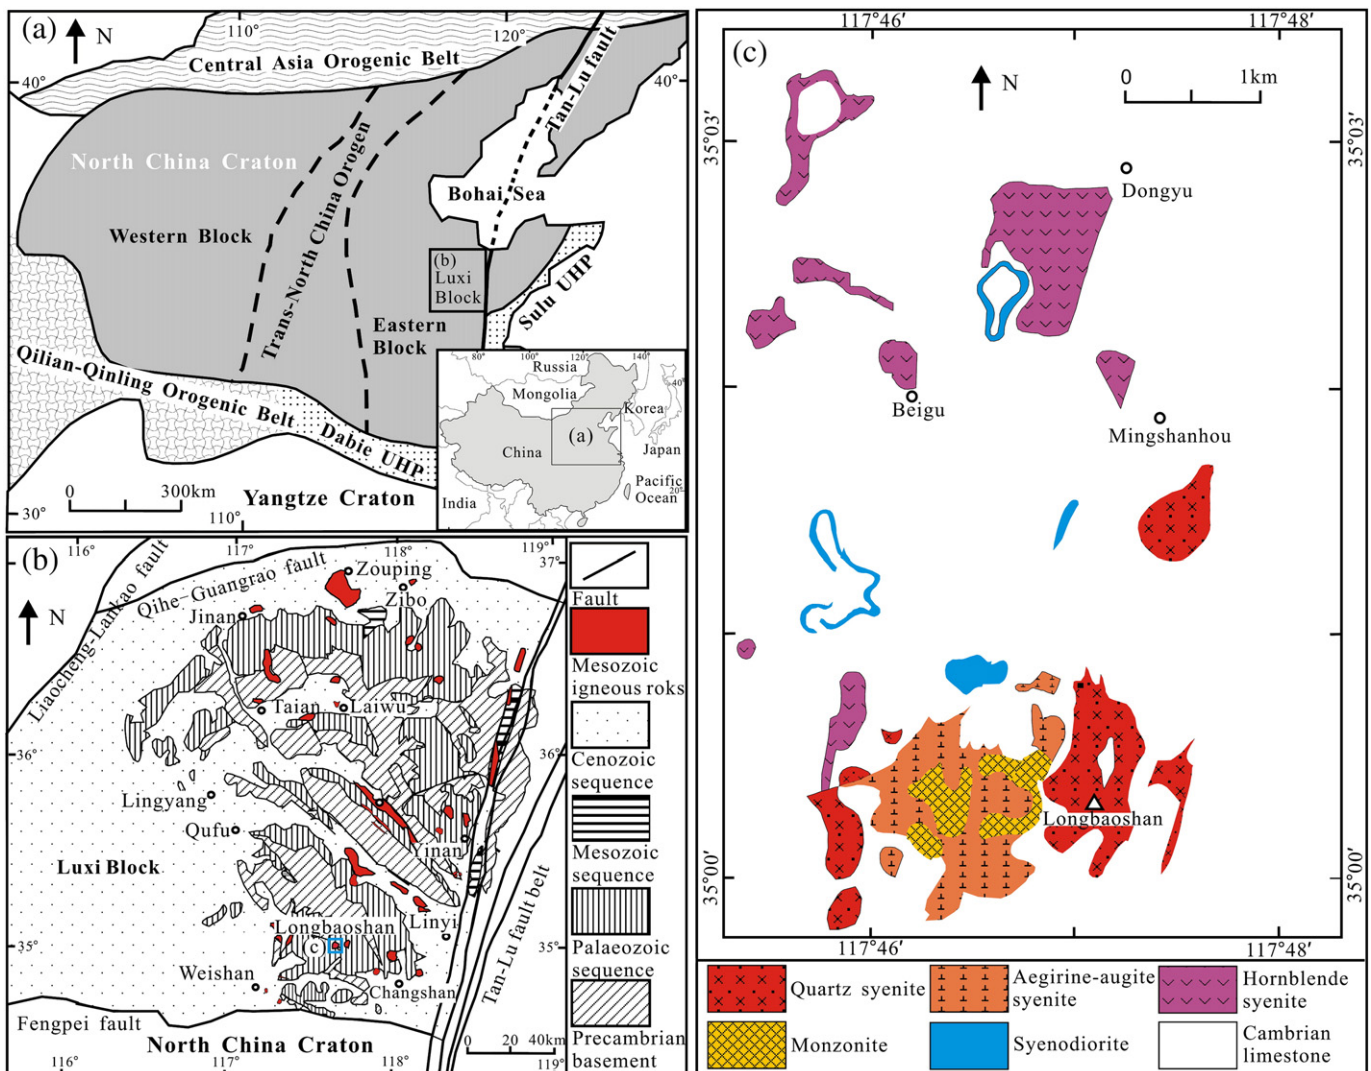 (a)
N
110°
120°
40°
40°
Central Asia Orogenic Belt
Tan-Lu fault
North China Craton
Trans-North China Orogen
Bohai Sea
Western Block
(b)
Luxi
Block
Sulu UHP
Eastern
Block
Qilian-Qinling Orogenic Belt
Dabie UHP
0
300km
Yangtze Craton
30°
110°
80°
100°
120°
140°
Russia
40°
Mongolia
Korea
(a)
China
Japan
Pacific
Ocean
20°
India
(b)
N
116°
117°
118°
119°
37°
Liaocheng-Lankao fault
Qihe-Guangrao fault
Zouping
Zibo
Jinan
Taian
Laiwu
36°
36°
Lingyang
Qufu
Yinan
Luxi Block
Longbaoshan
Linyi
c
35°
35°
Weishan
Changshan
Tan-Lu fault belt
Fengpei fault
North China Craton
0
20
40km
116°
117°
118°
119°
Fault
Mesozoic
igneous roks
Cenozoic
sequence
Mesozoic
sequence
Palaeozoic
sequence
Precambrian
basement
(c)
117°46′
117°48′
N
0
1km
35°03′
35°03′
Dongyu
Beigu
Mingshanhou
Longbaoshan
35°00′
35°00′
117°46′
117°48′
Quartz syenite
Aegirine-augite
syenite
Hornblende
syenite
Monzonite
Syenodiorite
Cambrian
limestone